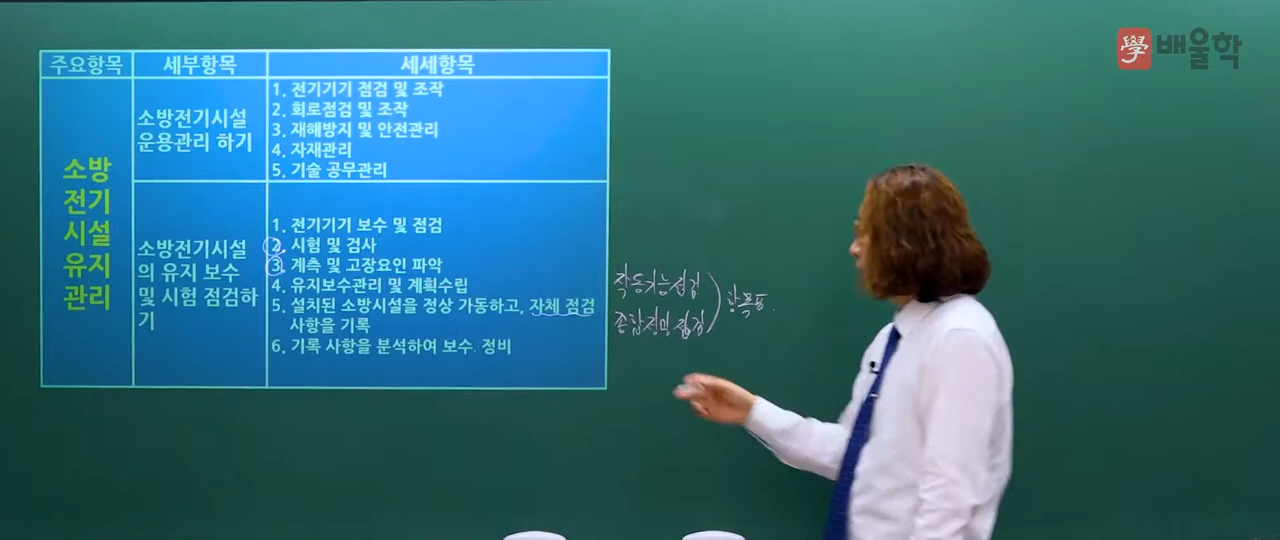 學 배울학
주요항목 세부항목 세세항목
소방
전기
시설
유지
관리
소방전기시설
운용관리 하기
1. 전기기기 점검 및 조작
2. 회로점검 및 조작
3. 재해방지 및 안전관리
4. 자재관리
5. 기술 공무관리
소방전기시설
의 유지 보수
및 시험 점검하
기
1. 전기기기 보수 및 점검
2. 시험 및 검사
3. 계측 및 고장요인 파악
4. 유지보수관리 및 계획수립
5. 설치된 소방시설을 정상 가동하고, 자체 점검
사항을 기록
6. 기록 사항을 분석하여 보수. 정비
작동기능점검
종합정밀점검
항목표.